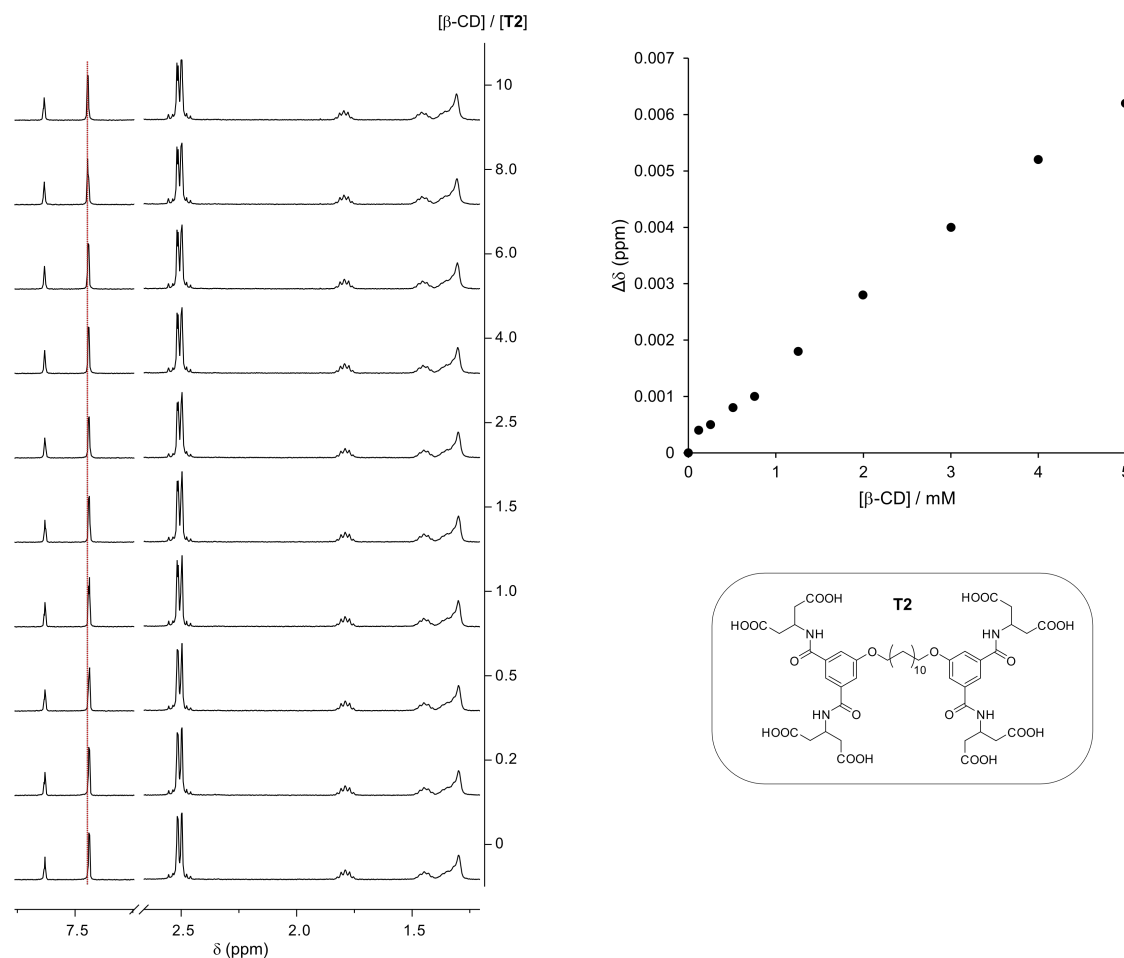 [β-CD] / [T2]
10
8.0
6.0
4.0
2.5
1.5
1.0
0.5
0.2
0
7.5
2.5
2.0
1.5
δ (ppm)
0.007
0.006
0.005
0.004
0.003
0.002
0.001
0
Δδ (ppm)
0
1
2
3
4
5
[β-CD] / mM
T2
COOH
HOOC
HOOC
COOH
NH
NH
O
O
O
O
10
HN
NH
O
O
HOOC
COOH
COOH
COOH